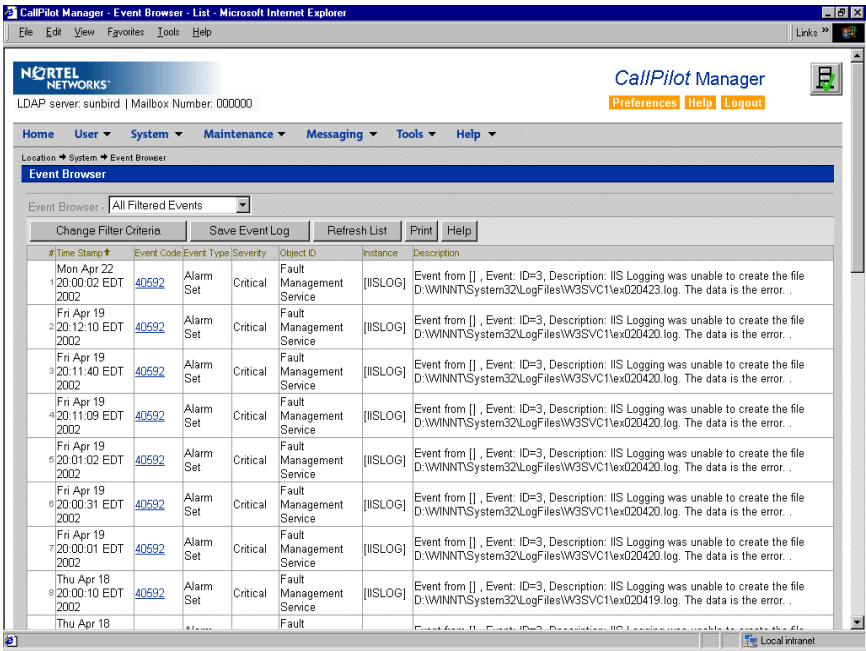 CallPilot Manager - Event Browser - List - Microsoft Internet Explorer
File Edit View Favorites Tools Help
Links »
NORTEL
NETWORKS
CallPilot Manager
LDAP server: sunbird | Mailbox Number: 000000
Preferences Help Logout
Home User System Maintenance Messaging Tools Help
Location System Event Browser
Event Browser
Event Browser - All Filtered Events
Change Filter Criteria Save Event Log Refresh List Print Help
# Time Stamp Event Code Event Type Severity Object ID Instance Description
1 Mon Apr 22 20:00:02 EDT 2002 40592 Alarm Set Critical Fault Management Service [IISLOG] Event from [] , Event: ID=3, Description: IIS Logging was unable to create the file D:\WINNT\System32\LogFiles\W3SVC1\ex020423.log. The data is the error. .
2 Fri Apr 19 20:12:10 EDT 2002 40592 Alarm Set Critical Fault Management Service [IISLOG] Event from [] , Event: ID=3, Description: IIS Logging was unable to create the file D:\WINNT\System32\LogFiles\W3SVC1\ex020420.log. The data is the error. .
3 Fri Apr 19 20:11:40 EDT 2002 40592 Alarm Set Critical Fault Management Service [IISLOG] Event from [] , Event: ID=3, Description: IIS Logging was unable to create the file D:\WINNT\System32\LogFiles\W3SVC1\ex020420.log. The data is the error. .
4 Fri Apr 19 20:11:09 EDT 2002 40592 Alarm Set Critical Fault Management Service [IISLOG] Event from [] , Event: ID=3, Description: IIS Logging was unable to create the file D:\WINNT\System32\LogFiles\W3SVC1\ex020420.log. The data is the error. .
5 Fri Apr 19 20:01:02 EDT 2002 40592 Alarm Set Critical Fault Management Service [IISLOG] Event from [] , Event: ID=3, Description: IIS Logging was unable to create the file D:\WINNT\System32\LogFiles\W3SVC1\ex020420.log. The data is the error. .
6 Fri Apr 19 20:00:31 EDT 2002 40592 Alarm Set Critical Fault Management Service [IISLOG] Event from [] , Event: ID=3, Description: IIS Logging was unable to create the file D:\WINNT\System32\LogFiles\W3SVC1\ex020420.log. The data is the error. .
7 Fri Apr 19 20:00:01 EDT 2002 40592 Alarm Set Critical Fault Management Service [IISLOG] Event from [] , Event: ID=3, Description: IIS Logging was unable to create the file D:\WINNT\System32\LogFiles\W3SVC1\ex020420.log. The data is the error. .
8 Thu Apr 18 20:00:10 EDT 2002 40592 Alarm Set Critical Fault Management Service [IISLOG] Event from [] , Event: ID=3, Description: IIS Logging was unable to create the file D:\WINNT\System32\LogFiles\W3SVC1\ex020419.log. The data is the error. .
Thu Apr 18 Fault
Local intranet